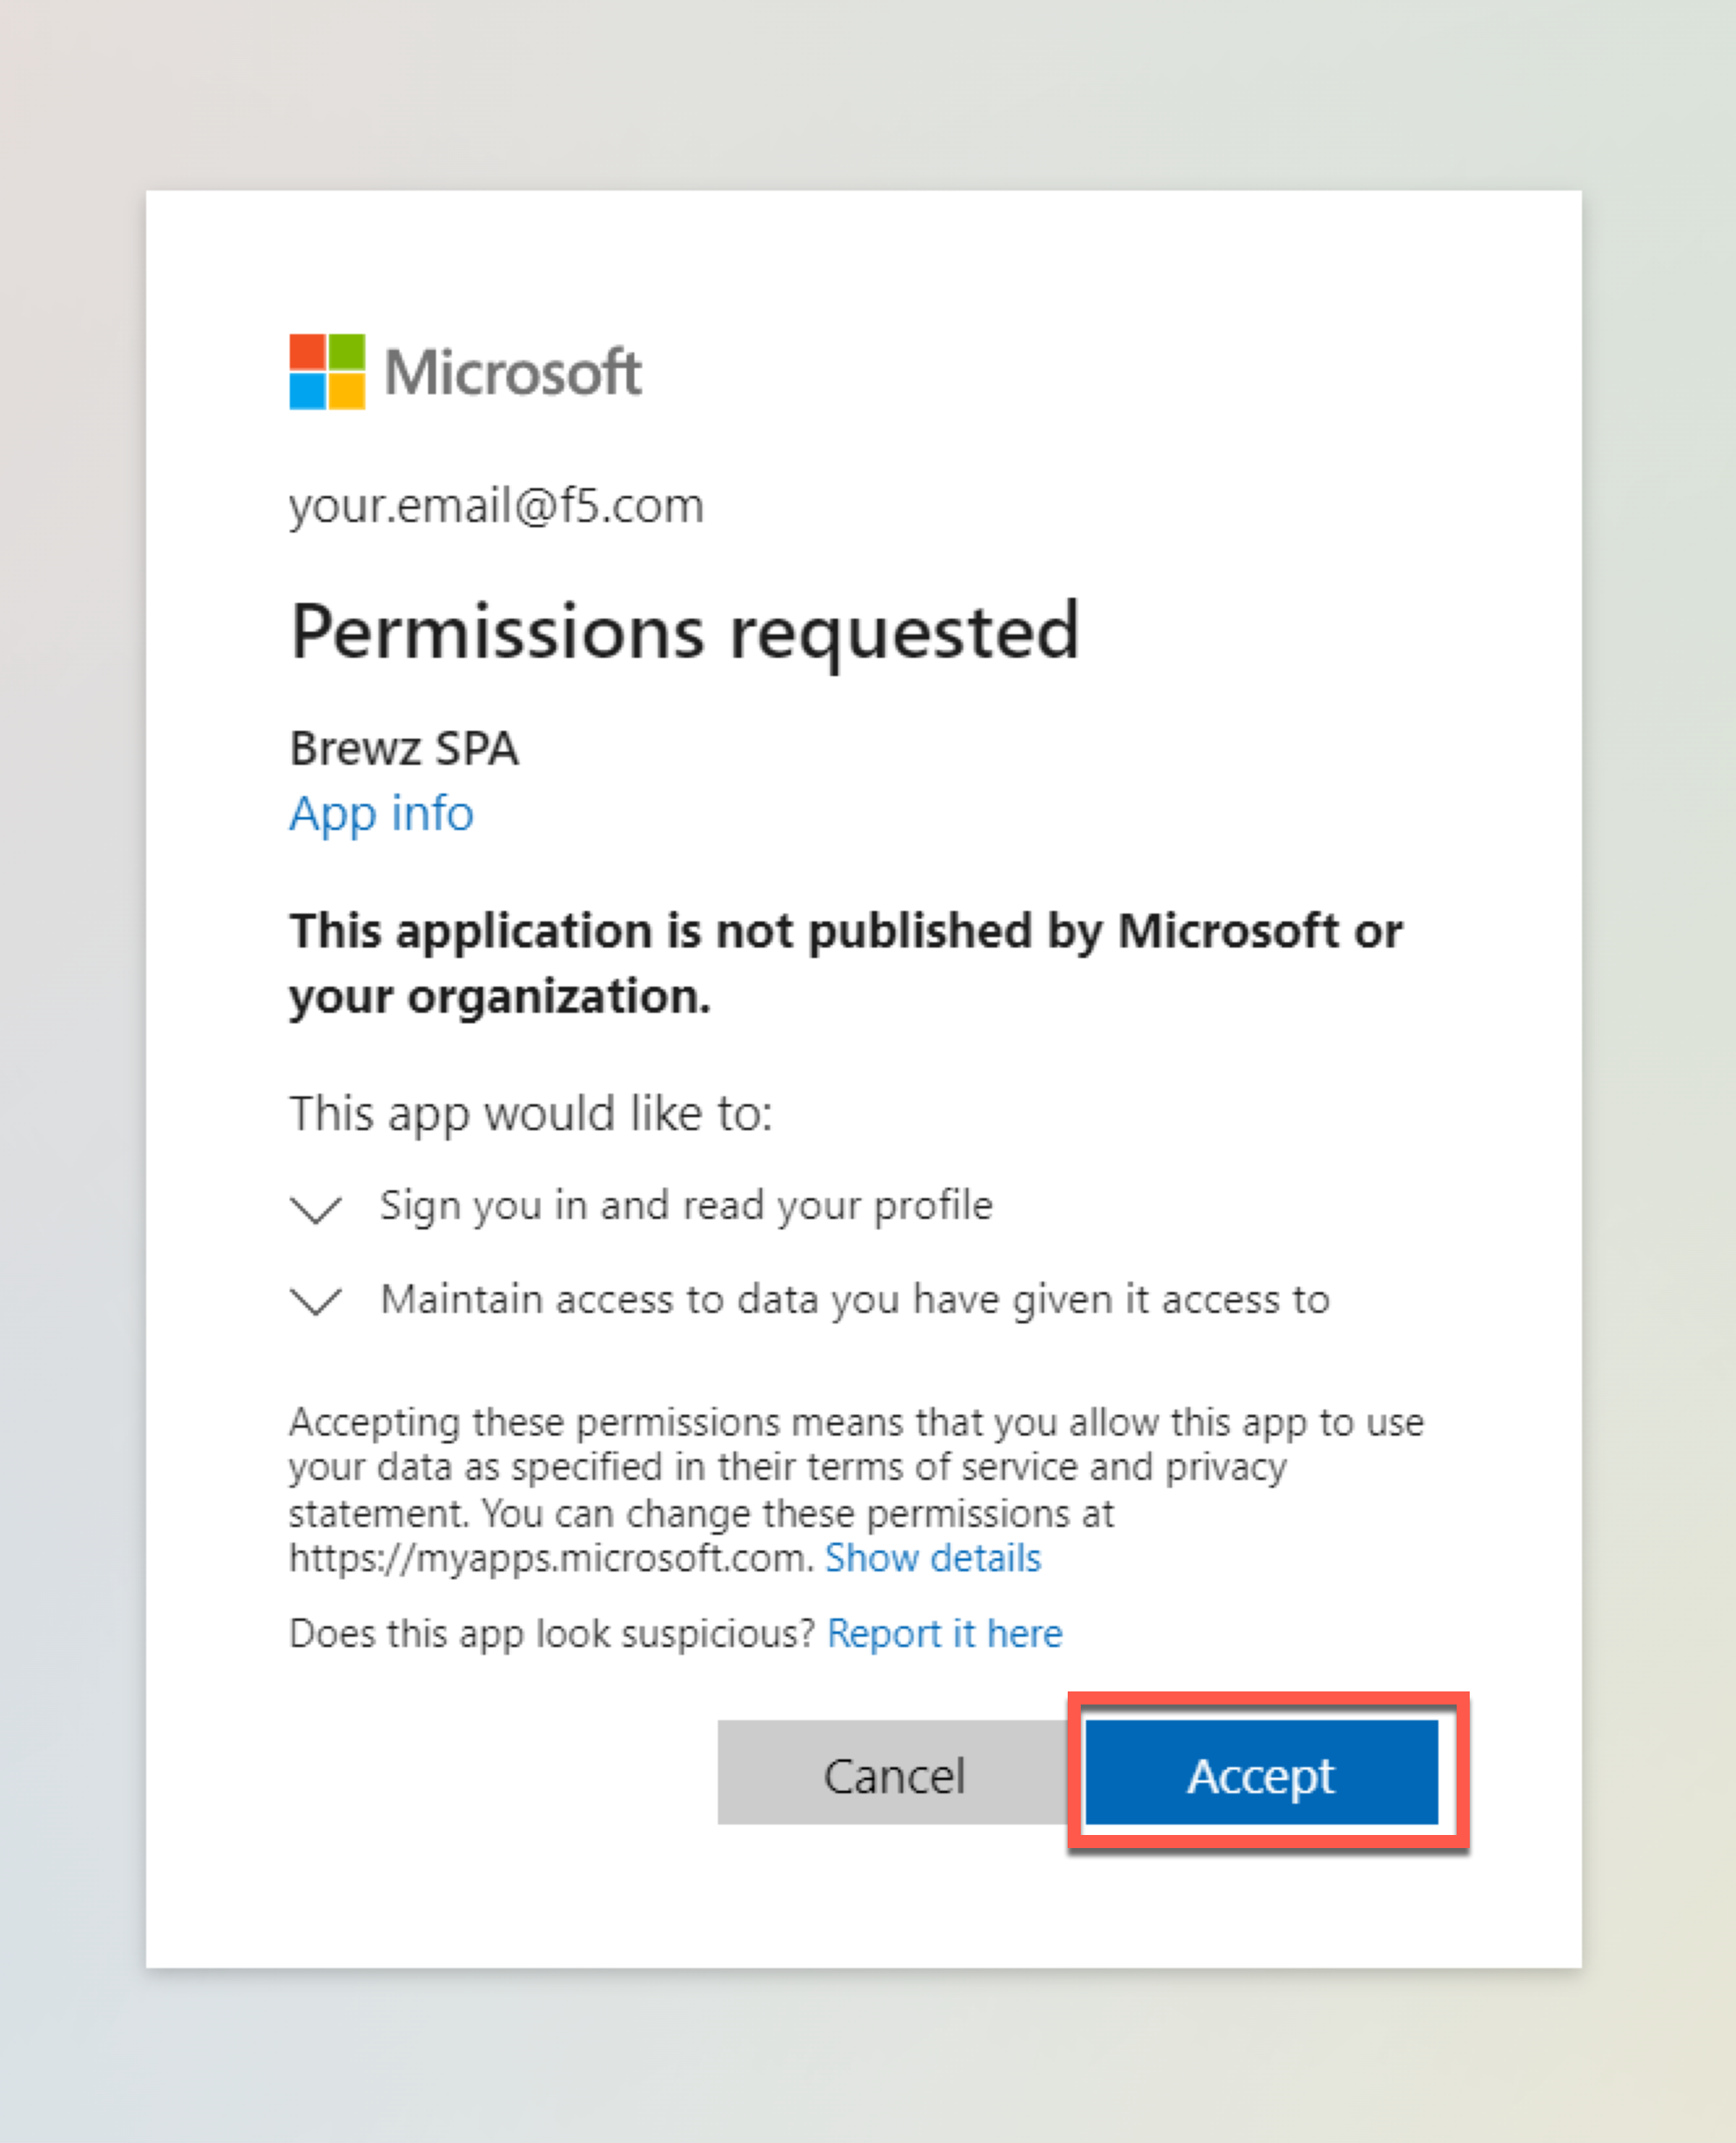 Microsoft
your.email@f5.com
Permissions requested
Brewz SPA
App info
This application is not published by Microsoft or
your organization.
This app would like to:
Sign you in and read your profile
Maintain access to data you have given it access to
Accepting these permissions means that you allow this app to use
your data as specified in their terms of service and privacy
statement. You can change these permissions at
https://myapps.microsoft.com. Show details
Does this app look suspicious? Report it here
Cancel Accept